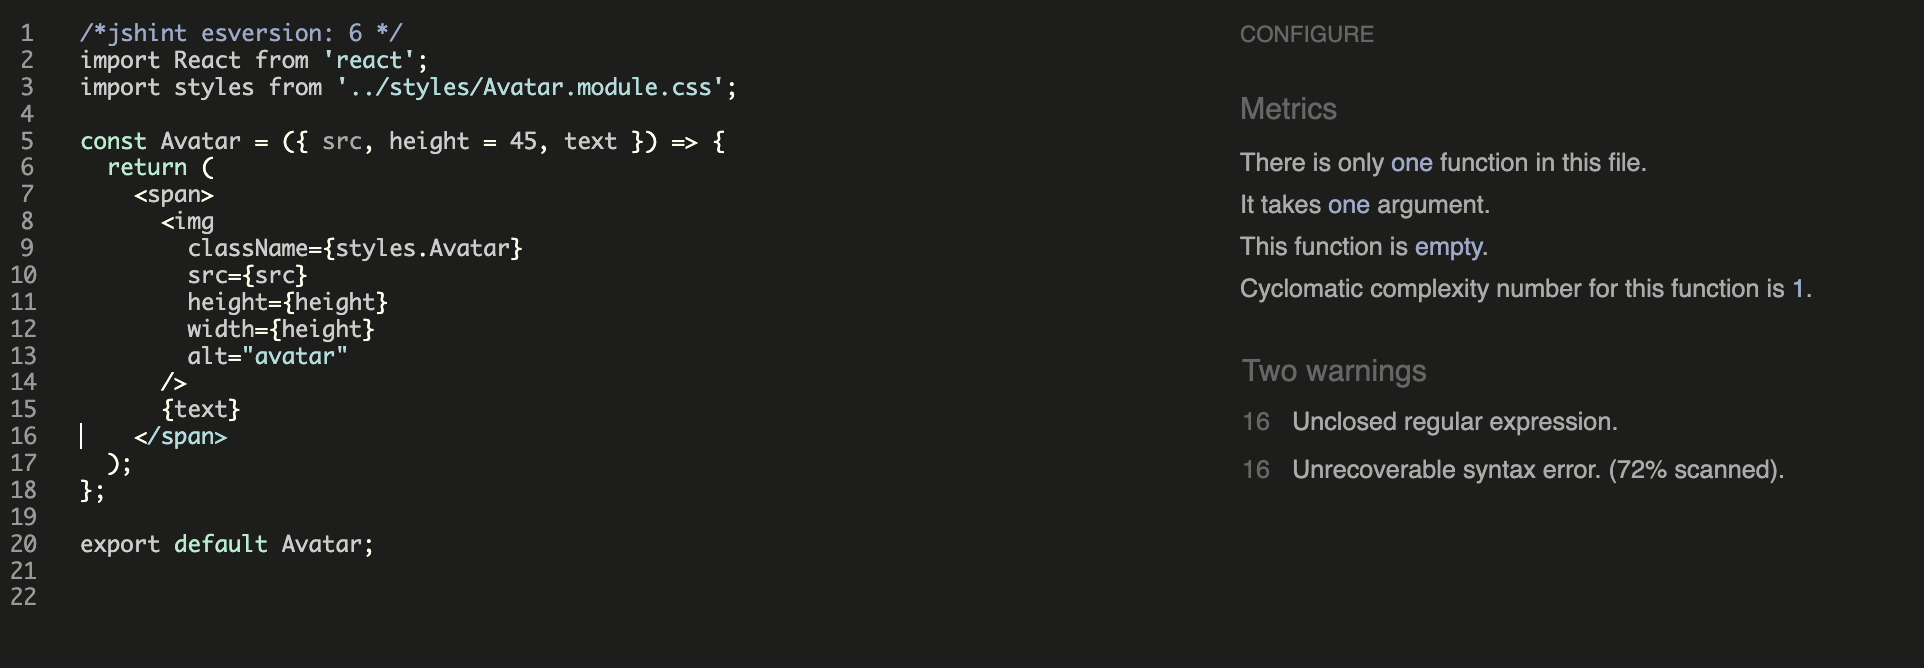 1 /*jshint esversion: 6 */
2 import React from 'react';
3 import styles from '../styles/Avatar.module.css';
4
5 const Avatar = ({ src, height = 45, text }) => {
6 return (
7 <span>
8 <img
9 className={styles.Avatar}
10 src={src}
11 height={height}
12 width={height}
13 alt="avatar"
14 />
15 {text}
16 </span>
17 );
18 };
19
20 export default Avatar;
21
22
CONFIGURE
Metrics
There is only one function in this file.
It takes one argument.
This function is empty.
Cyclomatic complexity number for this function is 1.
Two warnings
16 Unclosed regular expression.
16 Unrecoverable syntax error. (72% scanned).